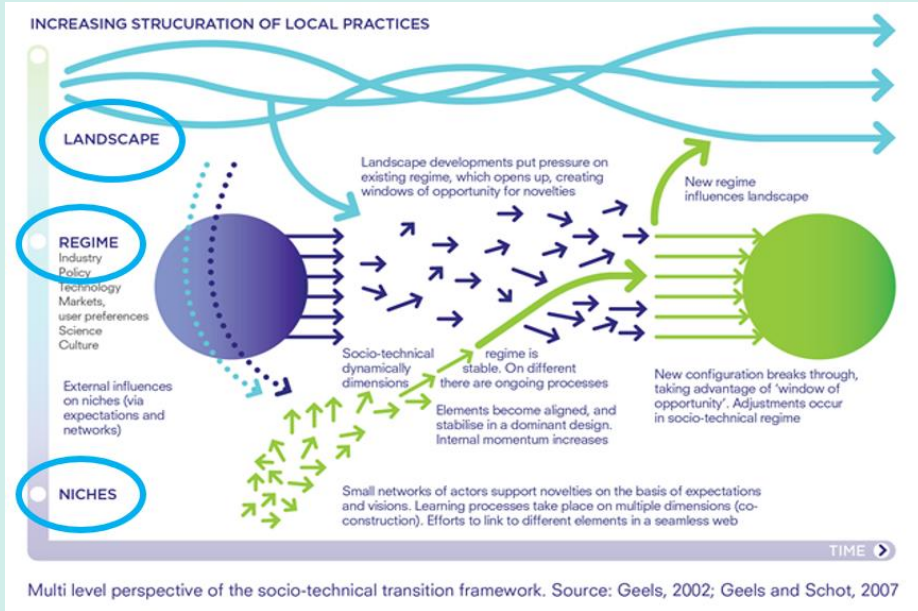 INCREASING STRUCURATION OF LOCAL PRACTICES
LANDSCAPE
Landscape developments put pressure on
existing regime, which opens up, creating
windows of opportunity for novelties
New regime
influences landscape
REGIME
Industry
Policy
Technology
Markets,
user preferences
Science
Culture
External influences
on niches (via
expectations and
networks)
Socio-technical regime is
dynamically stable. On different
dimensions there are ongoing processes
Elements become aligned, and
stabilise in a dominant design.
Internal momentum increases
New configuration breaks through,
taking advantage of 'window of
opportunity'. Adjustments occur
in socio-technical regime
NICHES
Small networks of actors support novelties on the basis of expectations
and visions. Learning processes take place on multiple dimensions (co-
construction). Efforts to link to different elements in a seamless web
TIME
Multi level perspective of the socio-technical transition framework. Source: Geels, 2002; Geels and Schot, 2007